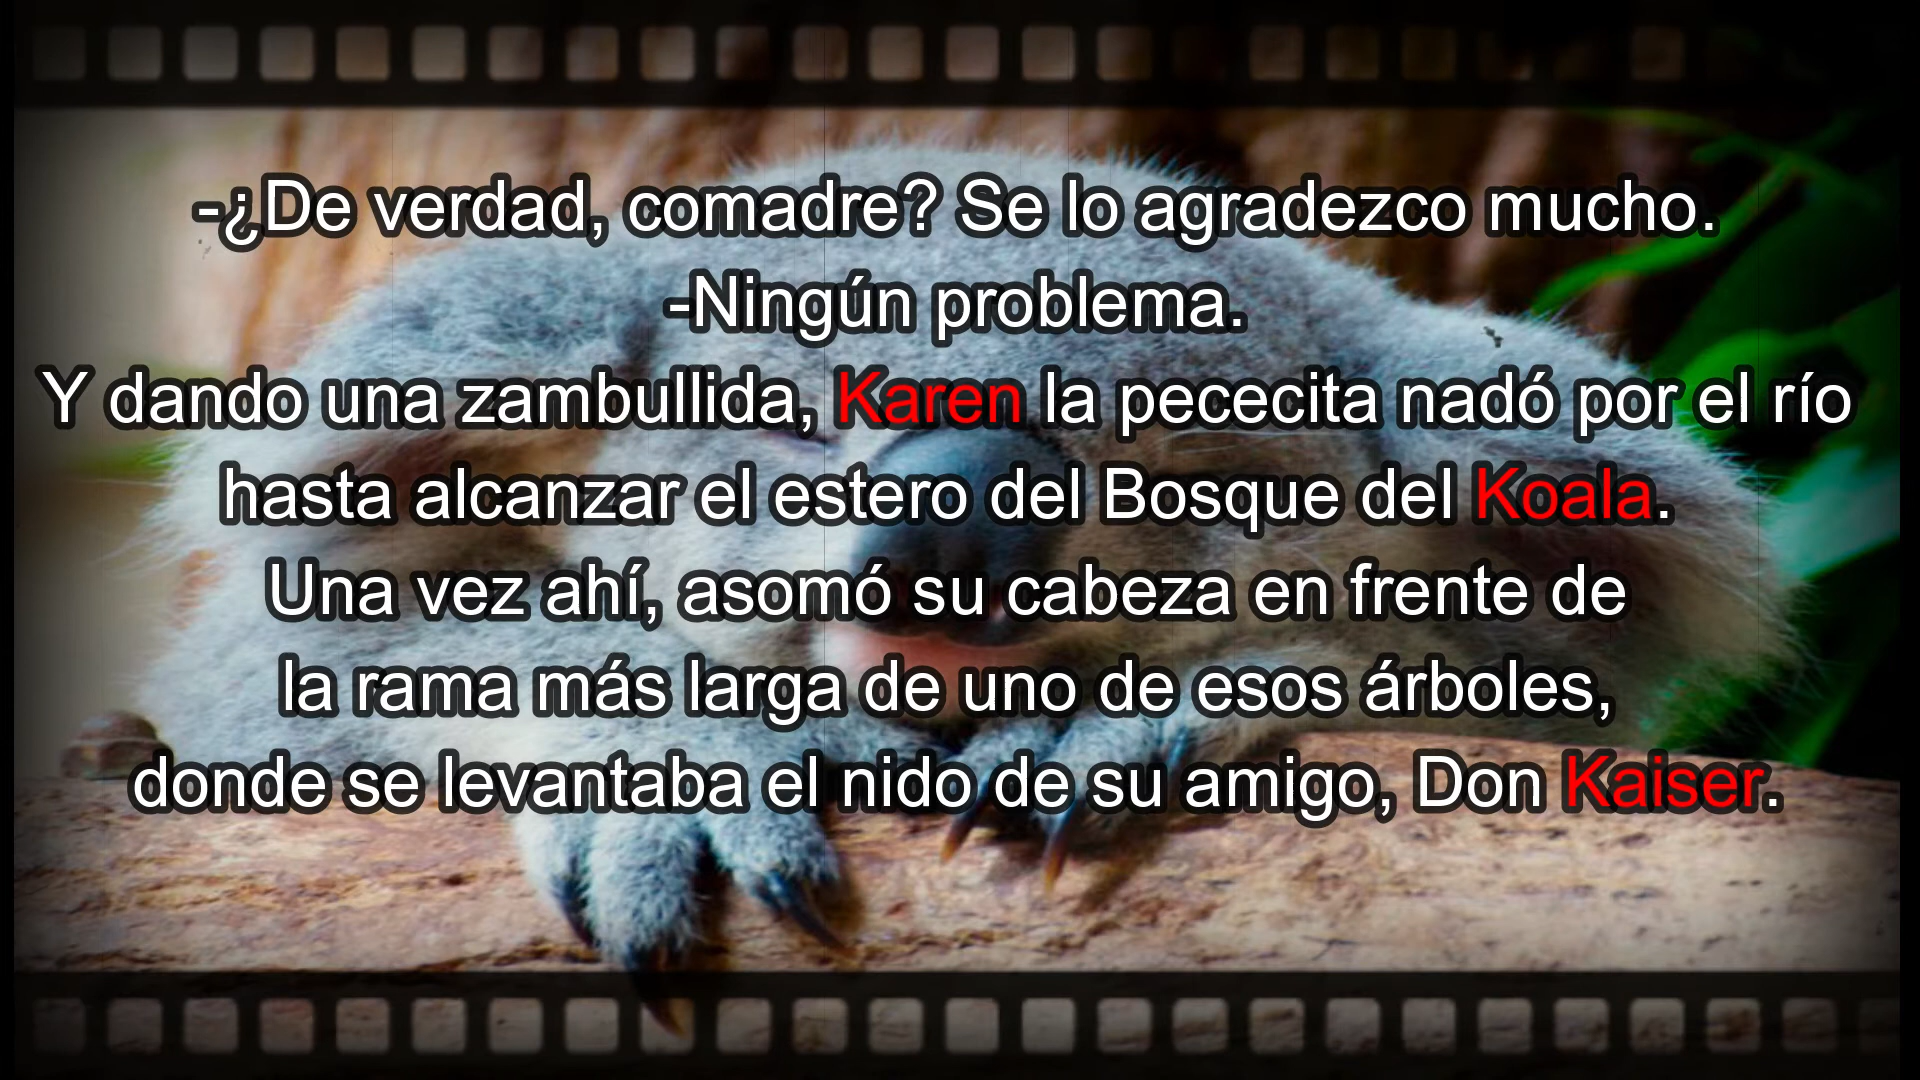 -¿De verdad, comadre? Se lo agradezco mucho.
-Ningún problema.
Y dando una zambullida, Karen la pececita nadó por el río
hasta alcanzar el estero del Bosque del Koala.
Una vez ahí, asomó su cabeza en frente de
la rama más larga de uno de esos árboles,
donde se levantaba el nido de su amigo, Don Kaiser.